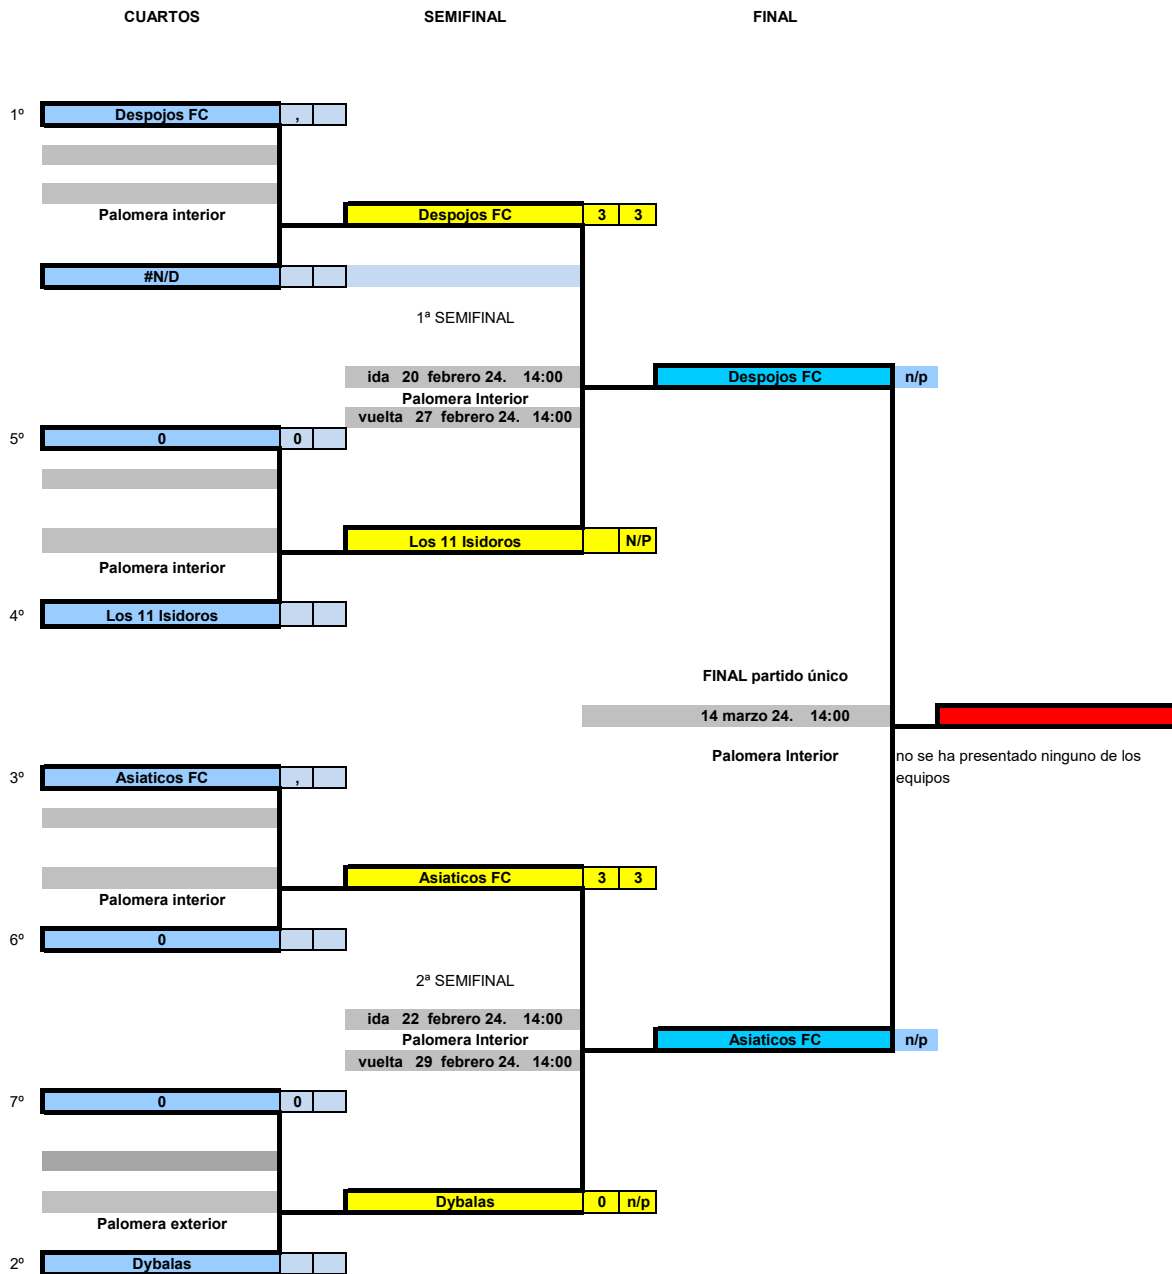 CUARTOS SEMIFINAL FINAL
1º Despojos FC ,
Palomera interior
Despojos FC 3 3
#N/D
1ª SEMIFINAL
ida 20 febrero 24. 14:00
Despojos FC n/p
Palomera Interior
vuelta 27 febrero 24. 14:00
5º 0 0
Los 11 Isidoros N/P
Palomera interior
4º Los 11 Isidoros
FINAL partido único
14 marzo 24. 14:00
Palomera Interior
no se ha presentado ninguno de los
equipos
3º Asiaticos FC ,
Asiaticos FC 3 3
Palomera interior
6º 0
2ª SEMIFINAL
ida 22 febrero 24. 14:00
Palomera Interior
Asiaticos FC n/p
vuelta 29 febrero 24. 14:00
7º 0 0
Dybalas 0 n/p
Palomera exterior
2º Dybalas